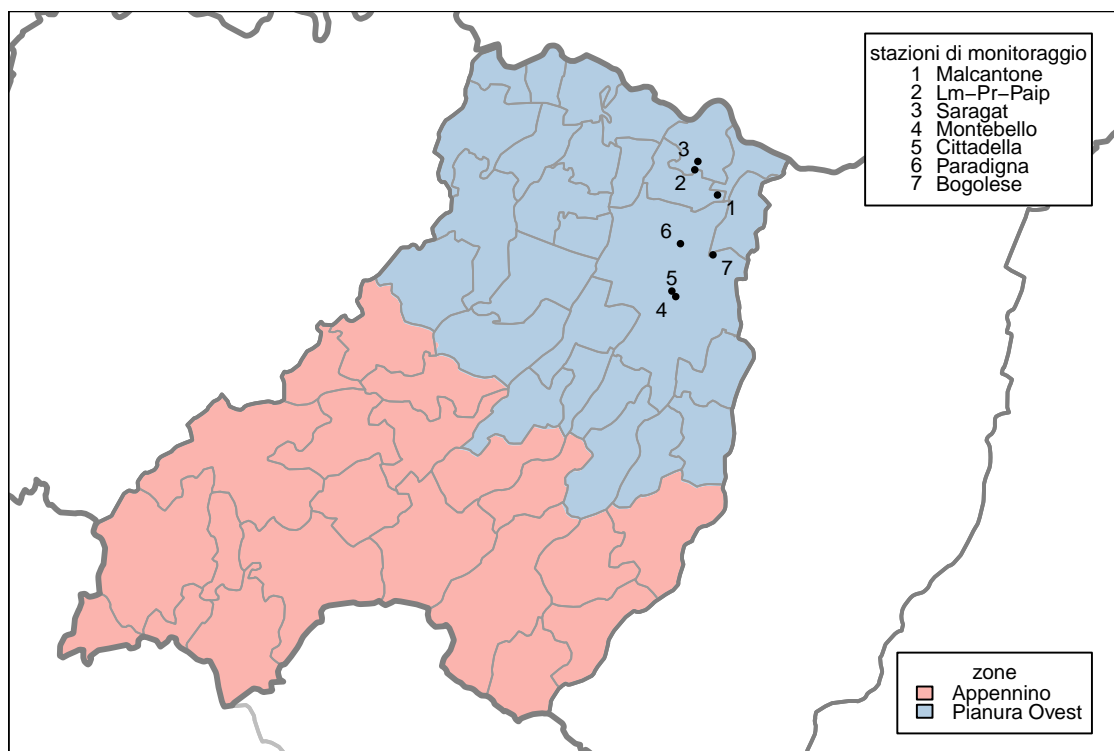 stazioni di monitoraggio
1 Malcantone
2 Lm−Pr−Paip
3 Saragat
4 Montebello
5 Cittadella
6 Paradigna
7 Bogolese
3
2
1
6
7
5
4
zone
Appennino
Pianura Ovest